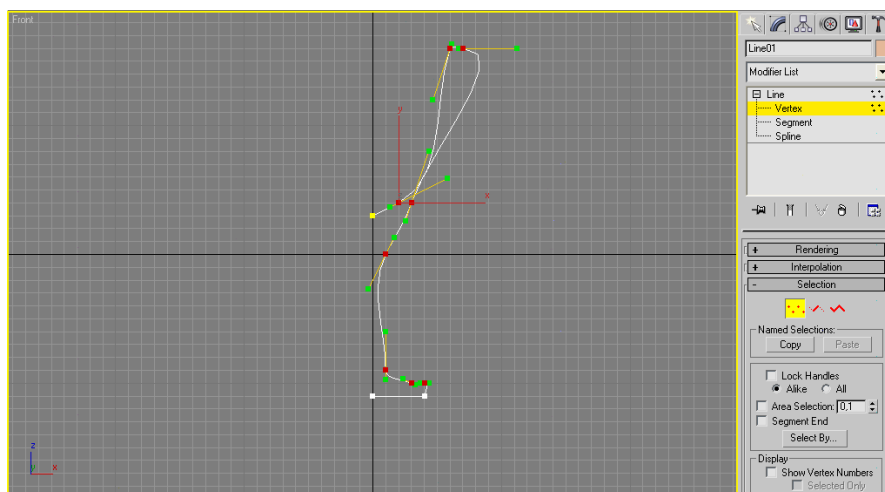 Front
Line01
Modifier List
Line
Vertex
Segment
Spline
y
x
z
y
x
+ Rendering
+ Interpolation
- Selection
Named Selections:
Copy Paste
Lock Handles
Alike All
Area Selection: 0,1
Segment End
Select By...
Display
Show Vertex Numbers
Selected Only